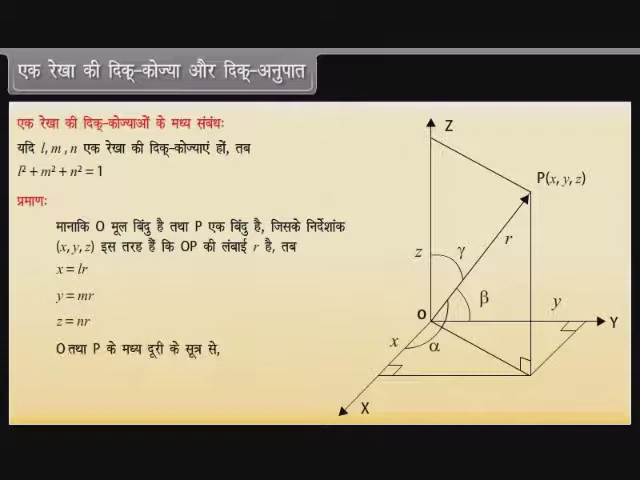 एक रेखा की दिक्-कोज्या और दिक्-अनुपात
एक रेखा की दिक्-कोज्याओं के मध्य संबंधः
यदि l, m, n एक रेखा की दिक्-कोज्याएं हों, तब
l² + m² + n² = 1
प्रमाणः
मानाकि O मूल बिंदु है तथा P एक बिंदु है, जिसके निर्देशांक
(x, y, z) इस तरह हैं कि OP की लंबाई r है, तब
x = lr
y = mr
z = nr
O तथा P के मध्य दूरी के सूत्र से,
Z
P(x, y, z)
r
z
γ
β
y
O
Y
x
α
X